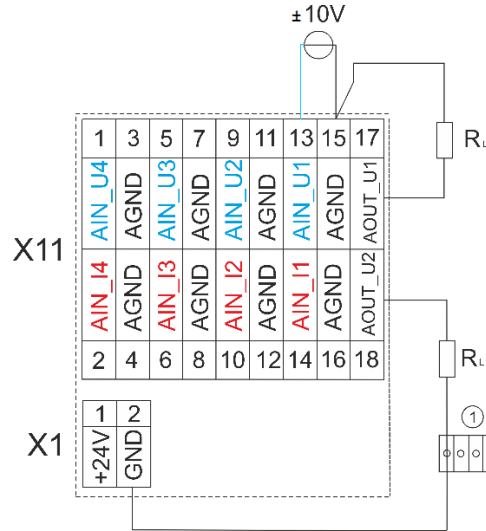 ±10V
1 3 5 7 9 11 13 15 17
AIN_U4 AGND AIN_U3 AGND AIN_U2 AGND AIN_U1 AGND AOUT_U1
R L
X11
AIN_I4 AGND AIN_I3 AGND AIN_I2 AGND AIN_I1 AGND AOUT_U2
2 4 6 8 10 12 14 16 18
R L
1 2
+24V GND
X1
①